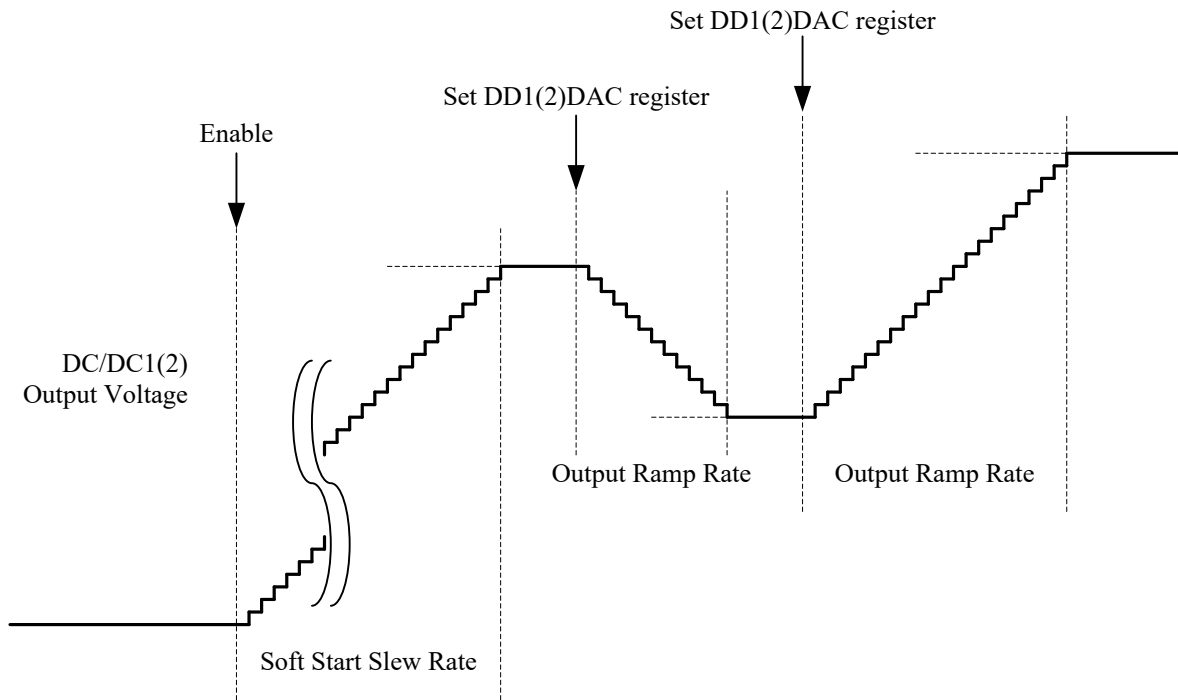 Set DD1(2)DAC register
Set DD1(2)DAC register
Enable
DC/DC1(2)
Output Voltage
Output Ramp Rate
Output Ramp Rate
Soft Start Slew Rate